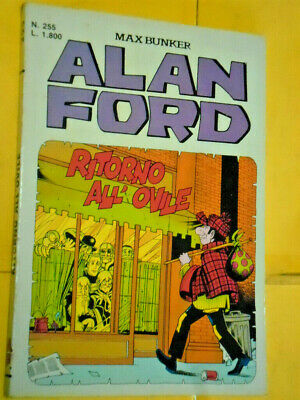 N. 255
L. 1.800
MAX BUNKER
ALAN
FORD
RITORNO
ALL'OVILE